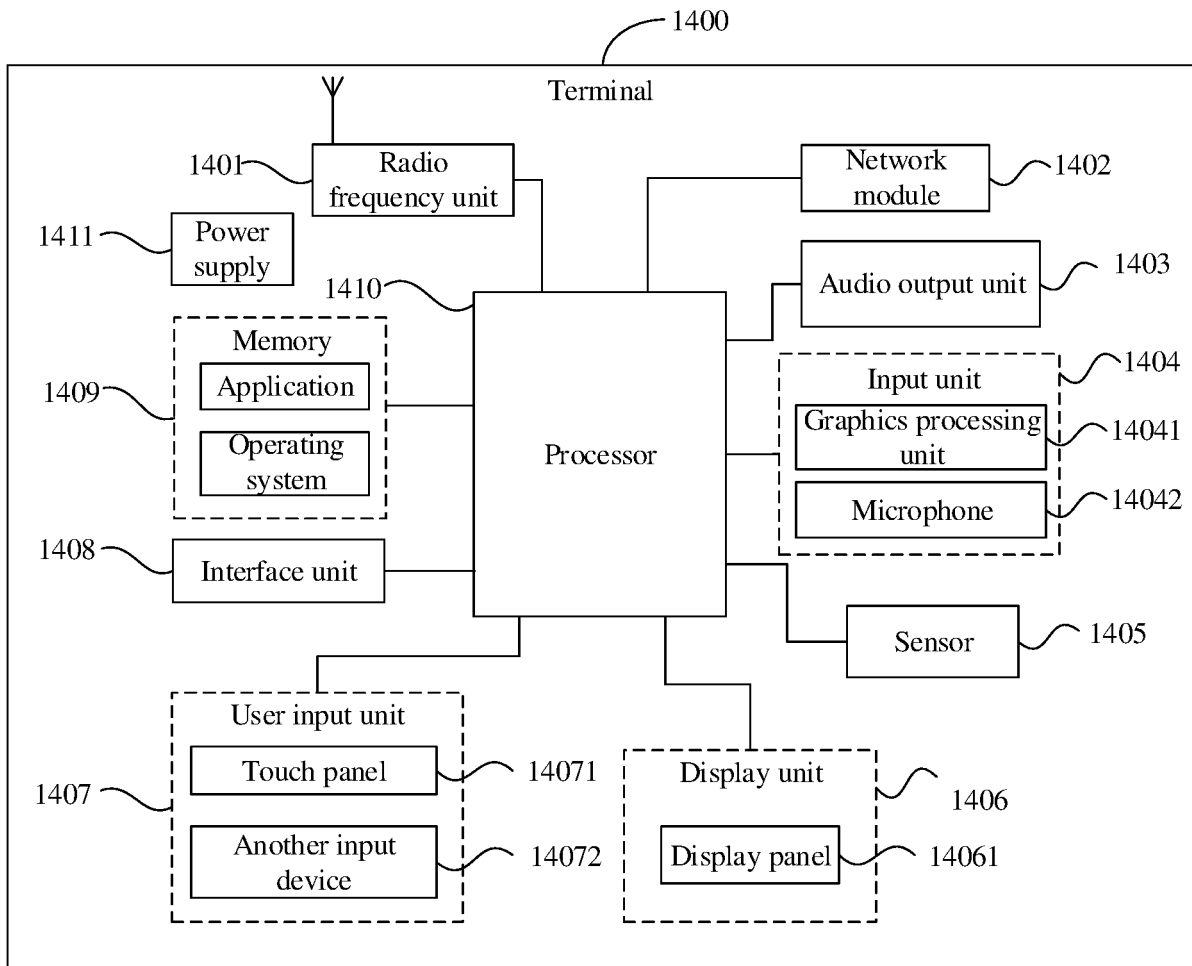 1400
Terminal
1401
Radio
frequency unit
Network
module
1402
1411
Power
supply
1410
Audio output unit
1403
Memory
Application
Operating
system
1409
Processor
Input unit
1404
Graphics processing
unit
14041
Microphone
14042
1408
Interface unit
Sensor
1405
User input unit
Touch panel
14071
1407
Another input
device
14072
Display unit
1406
Display panel
14061